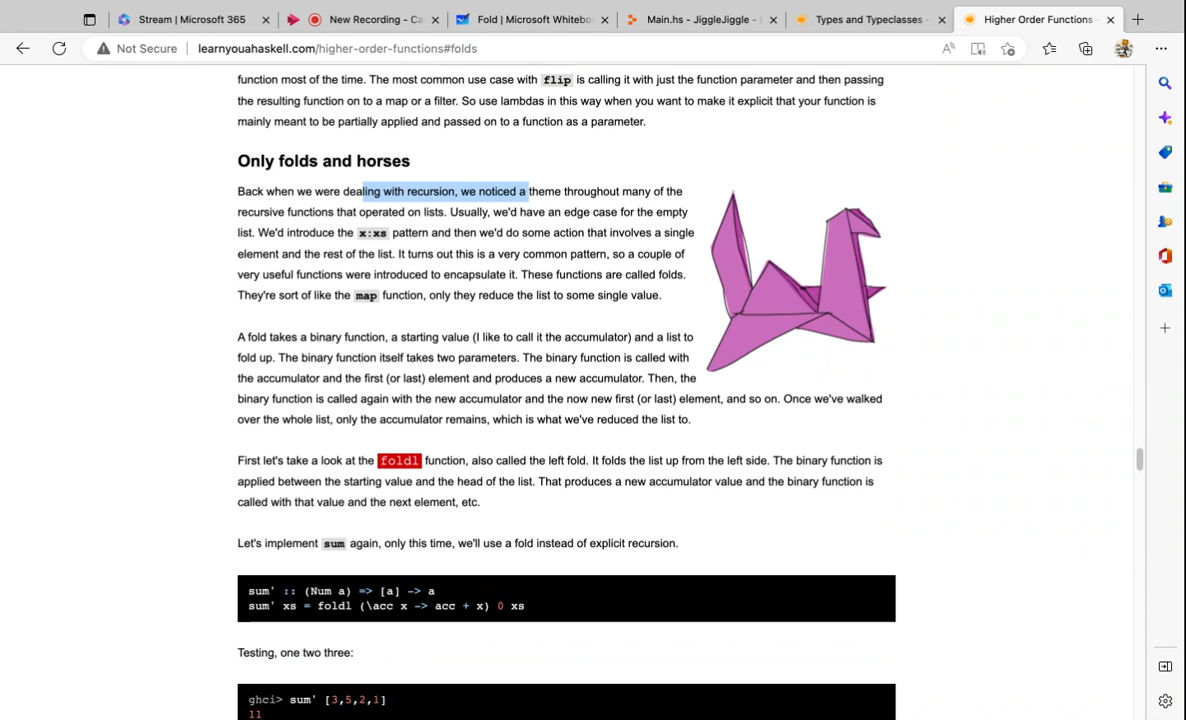 Stream | Microsoft 365
New Recording - Ca
Fold | Microsoft Whitebo
Main.hs - JiggleJiggle -
Types and Typeclasses -
Higher Order Functions -
Not Secure
learnyouahaskell.com/higher-order-functions#folds
function most of the time. The most common use case with flip is calling it with just the function parameter and then passing
the resulting function on to a map or a filter. So use lambdas in this way when you want to make it explicit that your function is
mainly meant to be partially applied and passed on to a function as a parameter.
Only folds and horses
Back when we were dealing with recursion, we noticed a theme throughout many of the
recursive functions that operated on lists. Usually, we'd have an edge case for the empty
list. We'd introduce the x:xs pattern and then we'd do some action that involves a single
element and the rest of the list. It turns out this is a very common pattern, so a couple of
very useful functions were introduced to encapsulate it. These functions are called folds.
They're sort of like the map function, only they reduce the list to some single value.
A fold takes a binary function, a starting value (I like to call it the accumulator) and a list to
fold up. The binary function itself takes two parameters. The binary function is called with
the accumulator and the first (or last) element and produces a new accumulator. Then, the
binary function is called again with the new accumulator and the now new first (or last) element, and so on. Once we've walked
over the whole list, only the accumulator remains, which is what we've reduced the list to.
First let's take a look at the foldl function, also called the left fold. It folds the list up from the left side. The binary function is
applied between the starting value and the head of the list. That produces a new accumulator value and the binary function is
called with that value and the next element, etc.
Let's implement sum again, only this time, we'll use a fold instead of explicit recursion.
sum' :: (Num a) => [a] -> a
sum' xs = foldl (\acc x -> acc + x) 0 xs
Testing, one two three:
ghci> sum' [3,5,2,1]
11